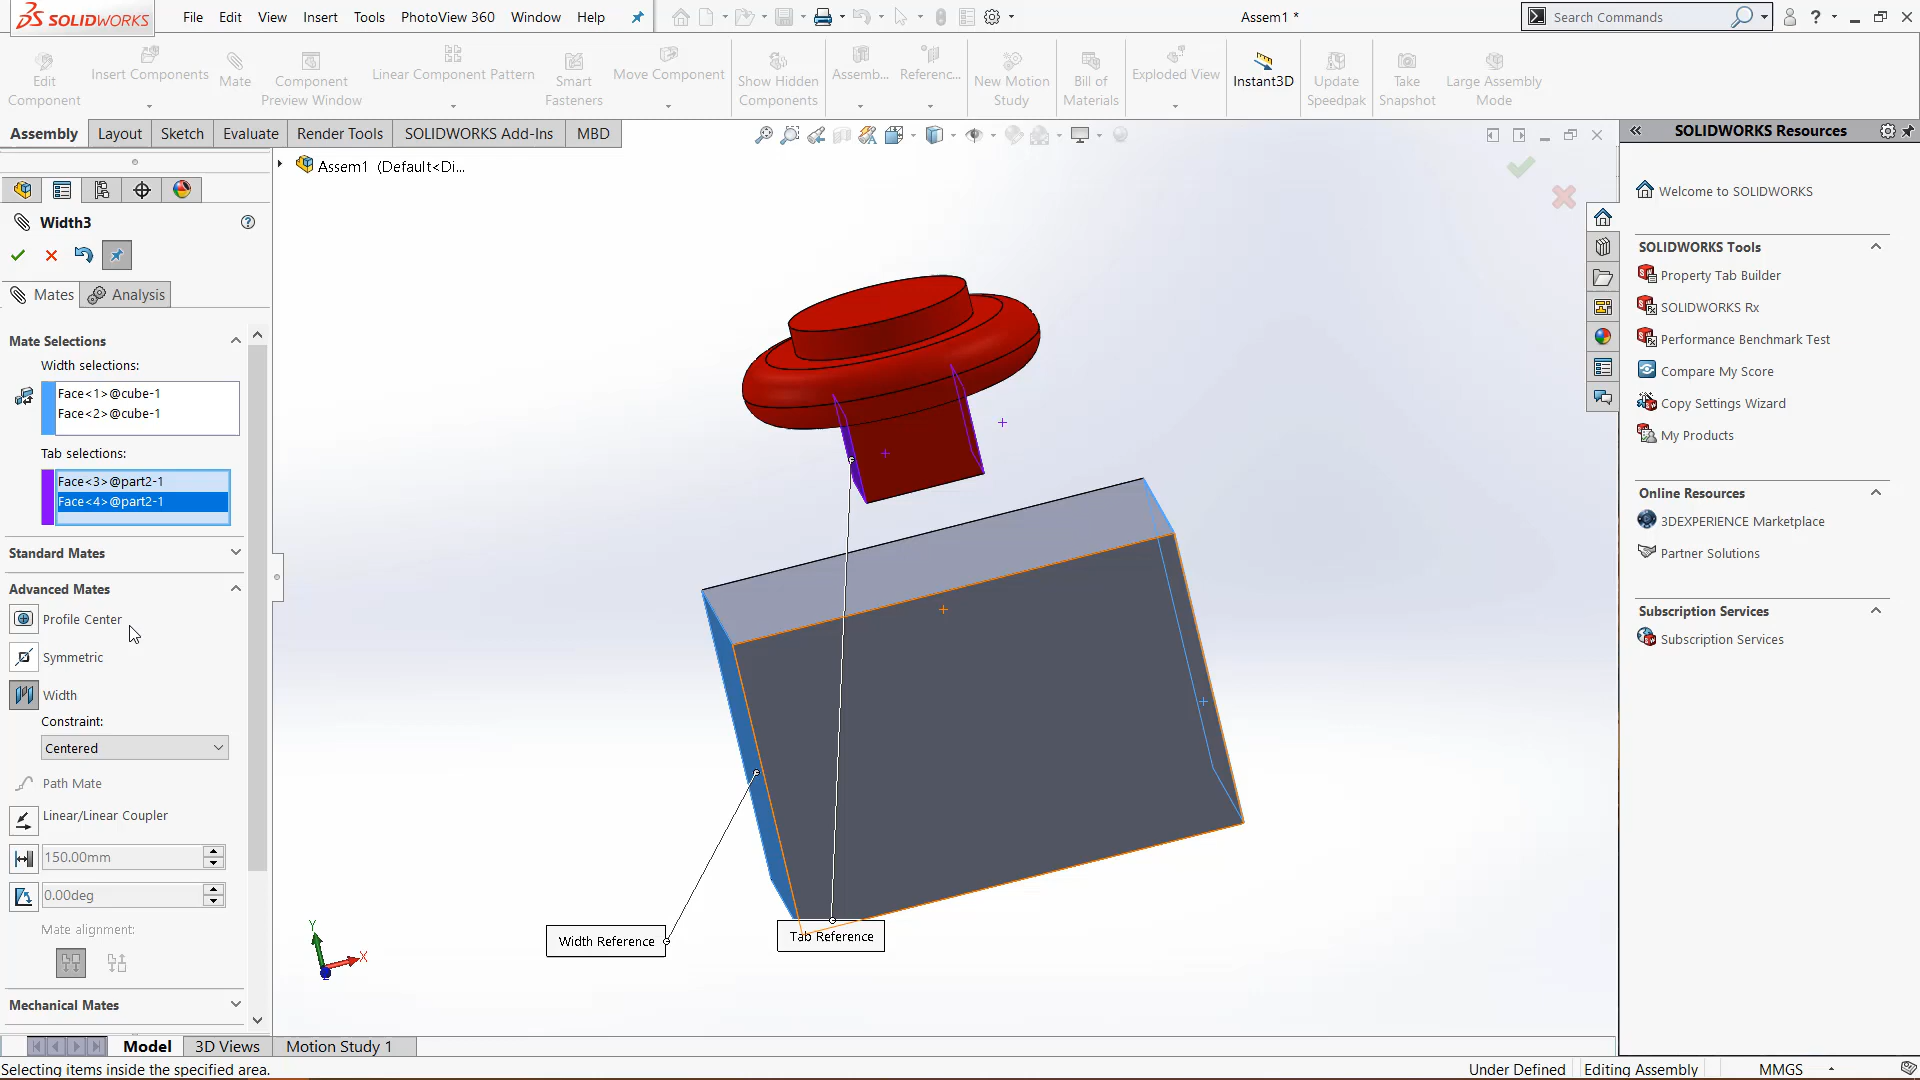 SOLIDWORKS File Edit View Insert Tools PhotoView 360 Window Help Assem1 * Search Commands ?
Edit Component Insert Components Mate Component Preview Window Linear Component Pattern Smart Fasteners Move Component Show Hidden Components Assemb... Referenc... New Motion Study Bill of Materials Exploded View Instant3D Update Speedpak Take Snapshot Large Assembly Mode
Assembly Layout Sketch Evaluate Render Tools SOLIDWORKS Add-Ins MBD
SOLIDWORKS Resources
Assem1 (Default<Di...
Welcome to SOLIDWORKS
Width3
SOLIDWORKS Tools
Property Tab Builder
Mates Analysis
SOLIDWORKS Rx
Mate Selections
Performance Benchmark Test
Width selections:
Compare My Score
Face<1>@cube-1
Copy Settings Wizard
Face<2>@cube-1
My Products
Tab selections:
Face<3>@part2-1
Online Resources
Face<4>@part2-1
3DEXPERIENCE Marketplace
Standard Mates
Partner Solutions
Advanced Mates
Profile Center
Subscription Services
Subscription Services
Symmetric
Width
Constraint:
Centered
Path Mate
Linear/Linear Coupler
150.00mm
0.00deg
Mate alignment:
Width Reference
Tab Reference
Y
X
Mechanical Mates
Model 3D Views Motion Study 1
Selecting items inside the specified area. Under Defined Editing Assembly MMGS